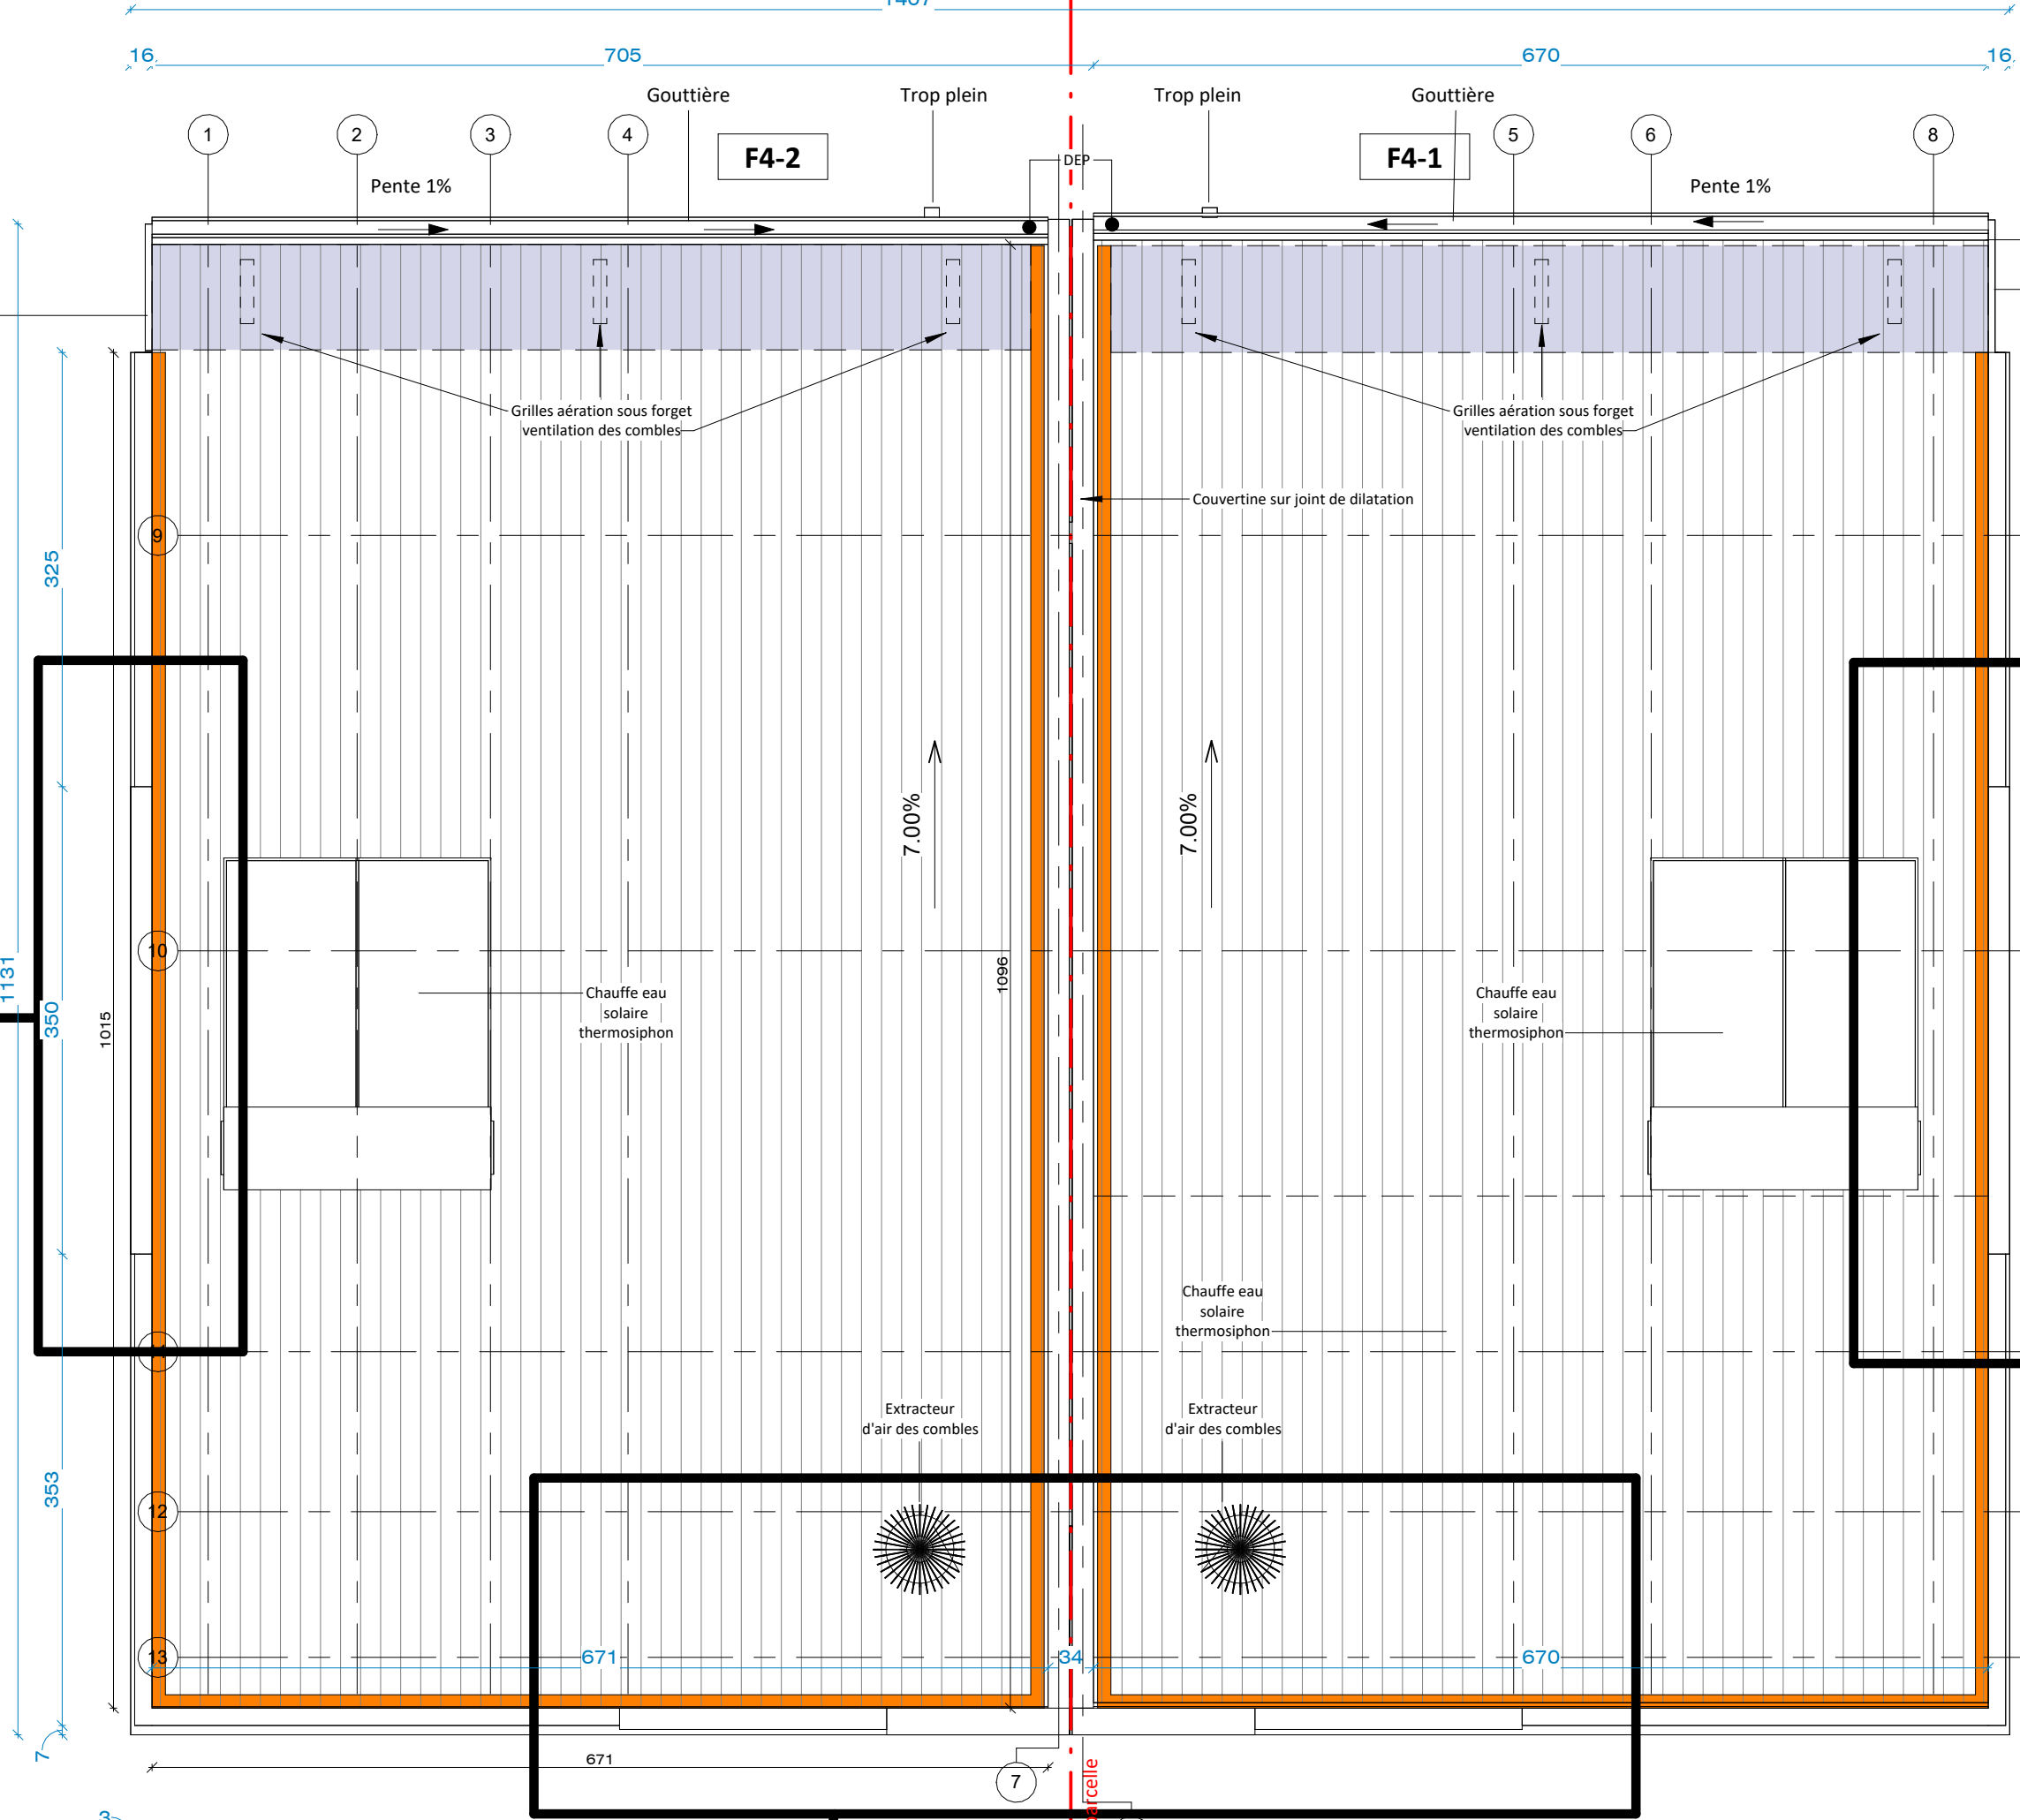 16
705
670
16
Gouttière
Trop plein
Trop plein
Gouttière
1
2
3
4
F4-2
DEP
F4-1
5
6
8
Pente 1%
Pente 1%
Grilles aération sous forget
ventilation des combles
Grilles aération sous forget
ventilation des combles
Couvertine sur joint de dilatation
9
325
7.00%
7.00%
10
1131
350
1015
1096
Chauffe eau
solaire
thermosiphon
Chauffe eau
solaire
thermosiphon
Chauffe eau
solaire
thermosiphon
Extracteur
d'air des combles
Extracteur
d'air des combles
353
12
13
671
34
670
7
671
7
parcelle
3